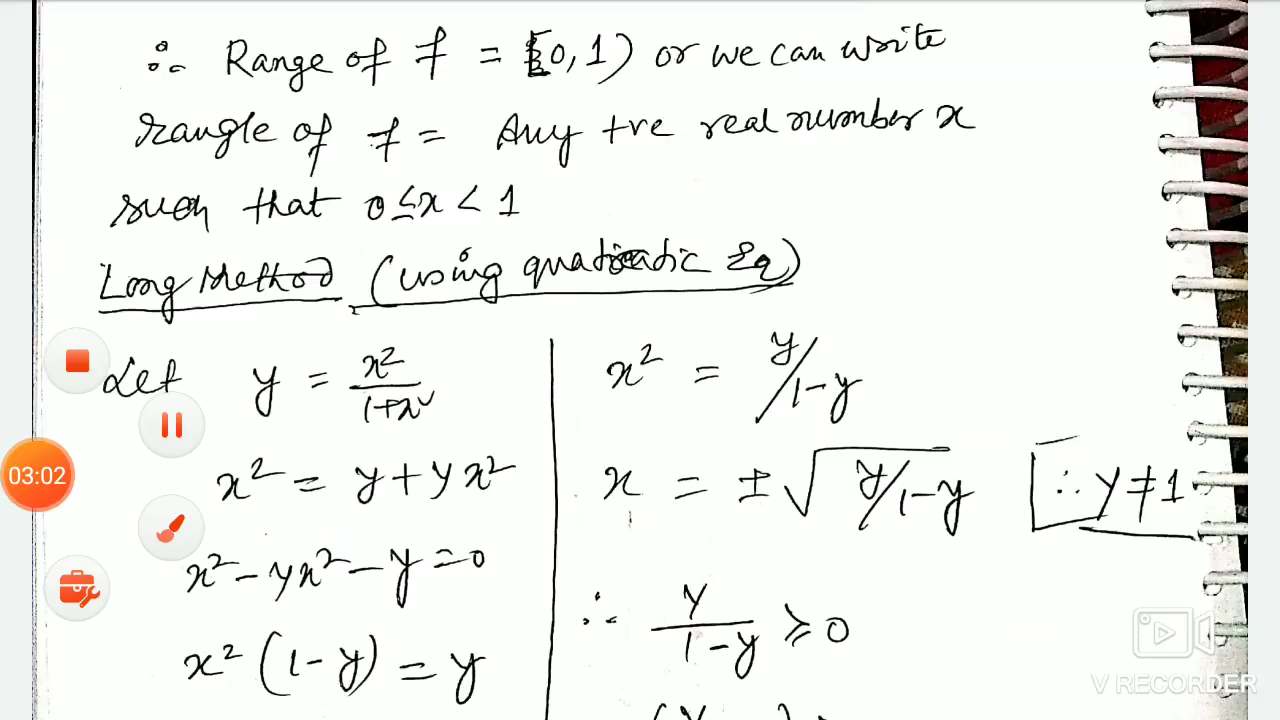 ∴ Range of f = [0, 1) or we can write
rangle of f = Any +ve real number x
such that 0 ≤ x < 1
Long Method (using quadratic Eq)
Let y = x²/1+x²
x² = y + yx²
x² - yx² - y = 0
x² (1 - y) = y
x² = y/1-y
x = ± √y/1-y ∴ y ≠ 1
∴ y/1-y ≥ 0
03:02
V RECORDER